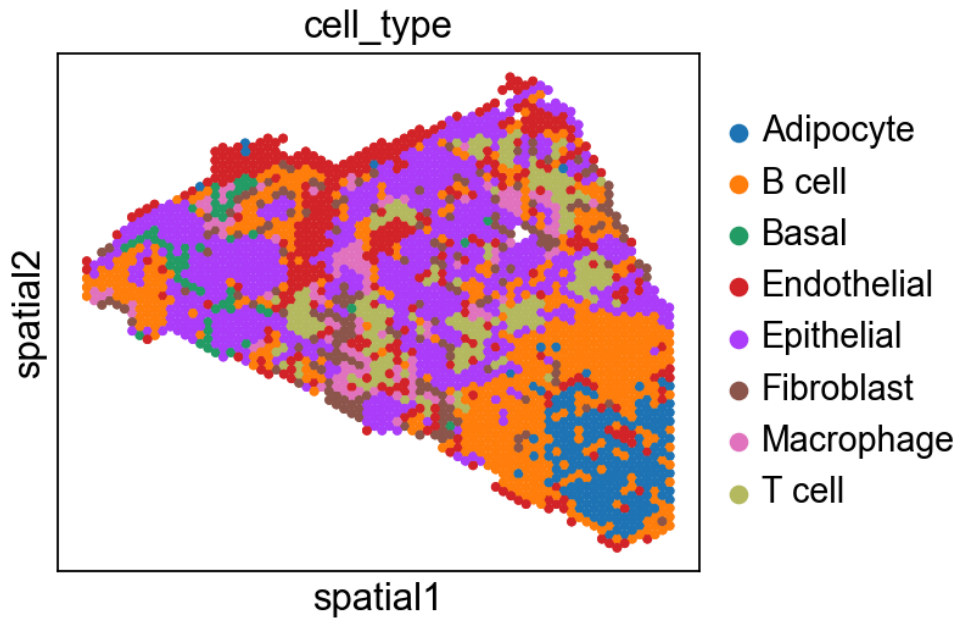 cell_type
spatial2
spatial1
Adipocyte
B cell
Basal
Endothelial
Epithelial
Fibroblast
Macrophage
T cell